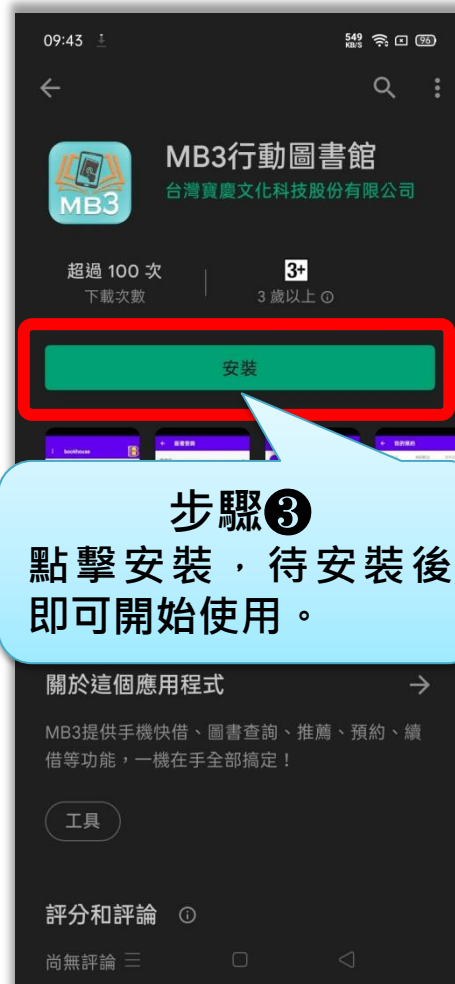 09:43
549 KB/S
96
MB3行動圖書館
MB3
台灣寶慶文化科技股份有限公司
超過 100 次
下載次數
3+
3 歲以上
安裝
bookhouse
步驟❸
點擊安裝，待安裝後
即可開始使用。
關於這個應用程式
MB3提供手機快借、圖書查詢、推薦、預約、續
借等功能，一機在手全部搞定！
工具
評分和評論
尚無評論